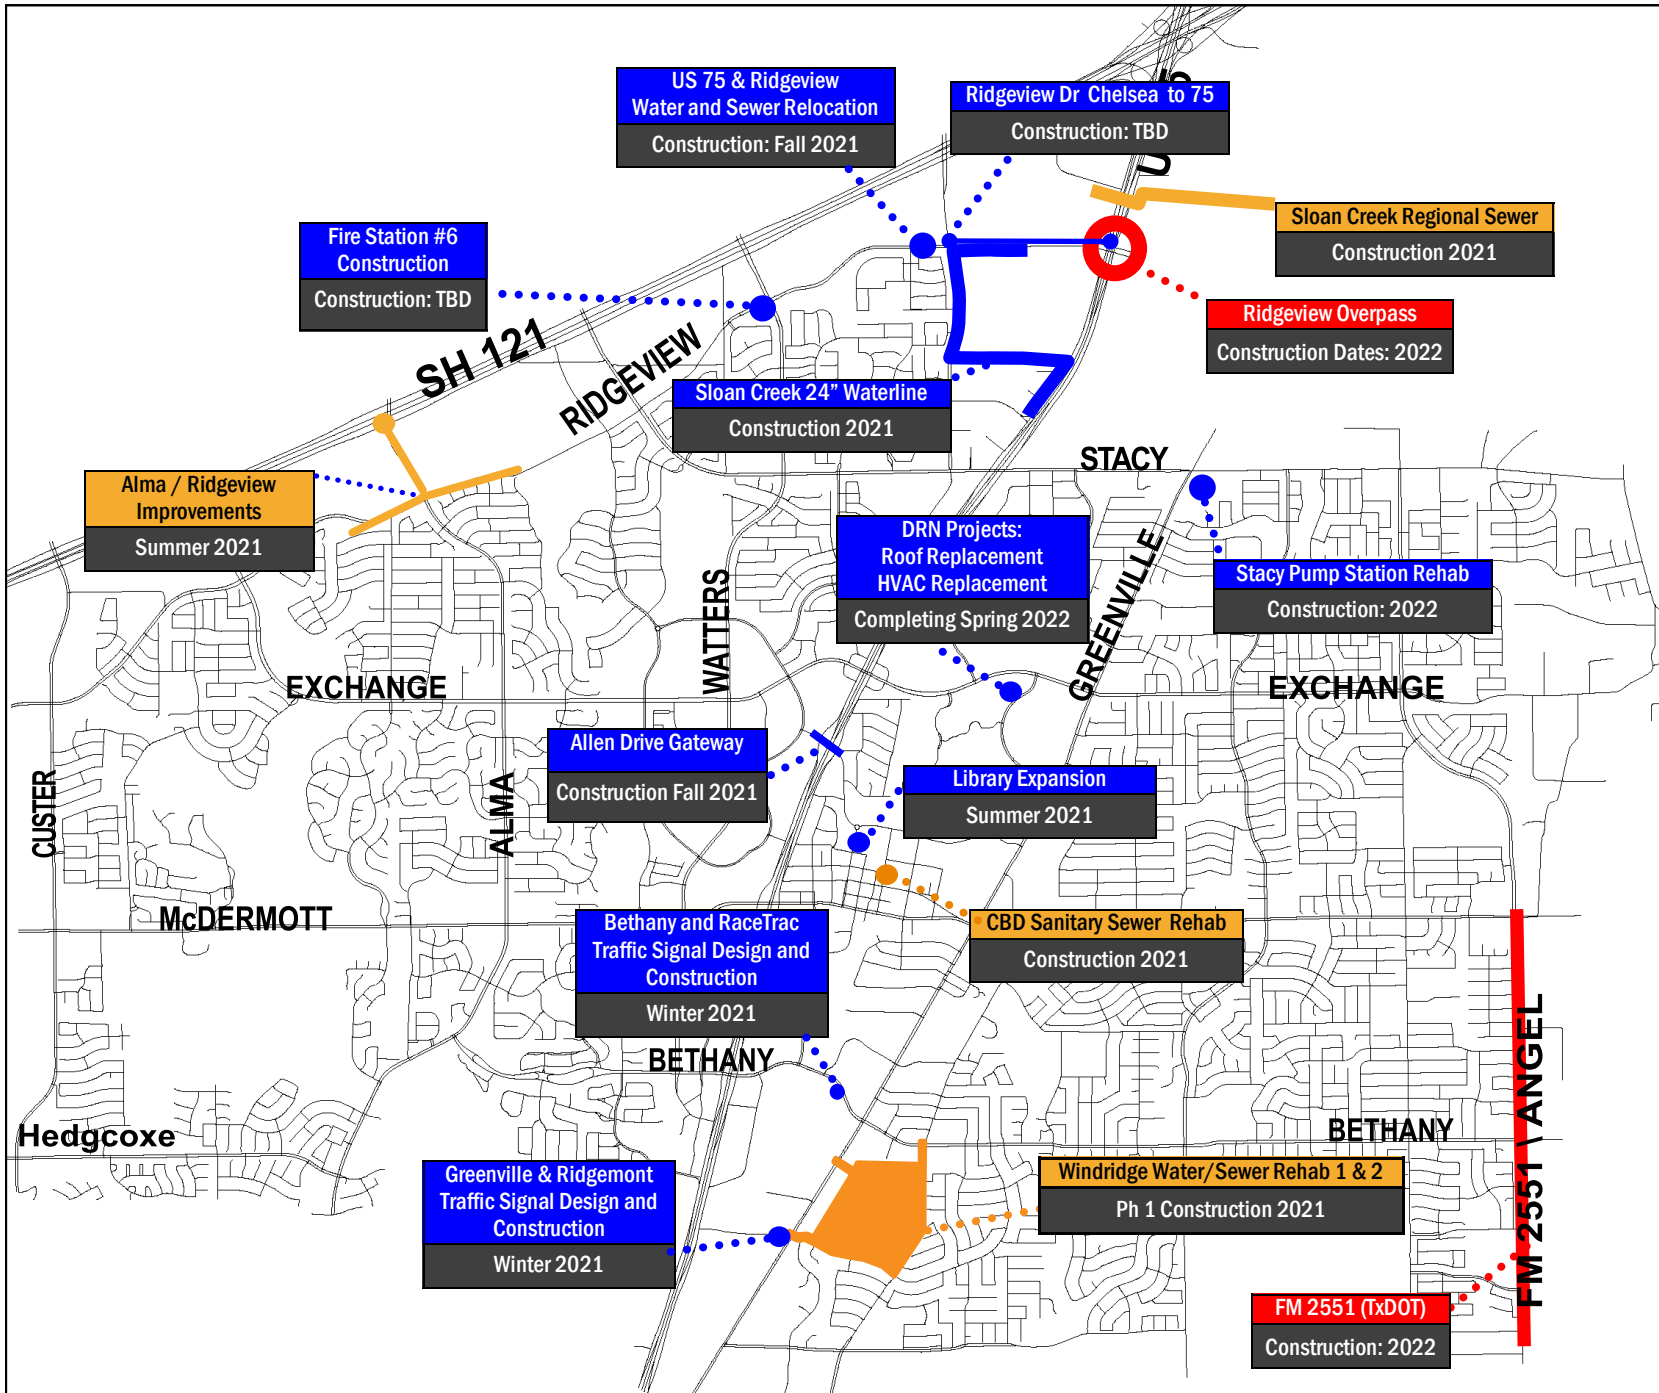 US 75 & Ridgeview
Water and Sewer Relocation
Construction: Fall 2021
Ridgeview Dr Chelsea to 75
Construction: TBD
Sloan Creek Regional Sewer
Construction 2021
Fire Station #6
Construction
Construction: TBD
Ridgeview Overpass
Construction Dates: 2022
SH 121
RIDGEVIEW
Sloan Creek 24” Waterline
Construction 2021
STACY
Alma / Ridgeview
Improvements
Summer 2021
DRN Projects:
Roof Replacement
HVAC Replacement
Completing Spring 2022
GREENVILLE
Stacy Pump Station Rehab
Construction: 2022
WATTERS
EXCHANGE
EXCHANGE
Allen Drive Gateway
Construction Fall 2021
Library Expansion
Summer 2021
CUSTER
ALMA
McDERMOTT
Bethany and RaceTrac
Traffic Signal Design and
Construction
Winter 2021
CBD Sanitary Sewer Rehab
Construction 2021
BETHANY
FM 2551 \ ANGEL
Hedgcoxe
BETHANY
Greenville & Ridgemont
Traffic Signal Design and
Construction
Winter 2021
Windridge Water/Sewer Rehab 1 & 2
Ph 1 Construction 2021
FM 2551 (TxDOT)
Construction: 2022